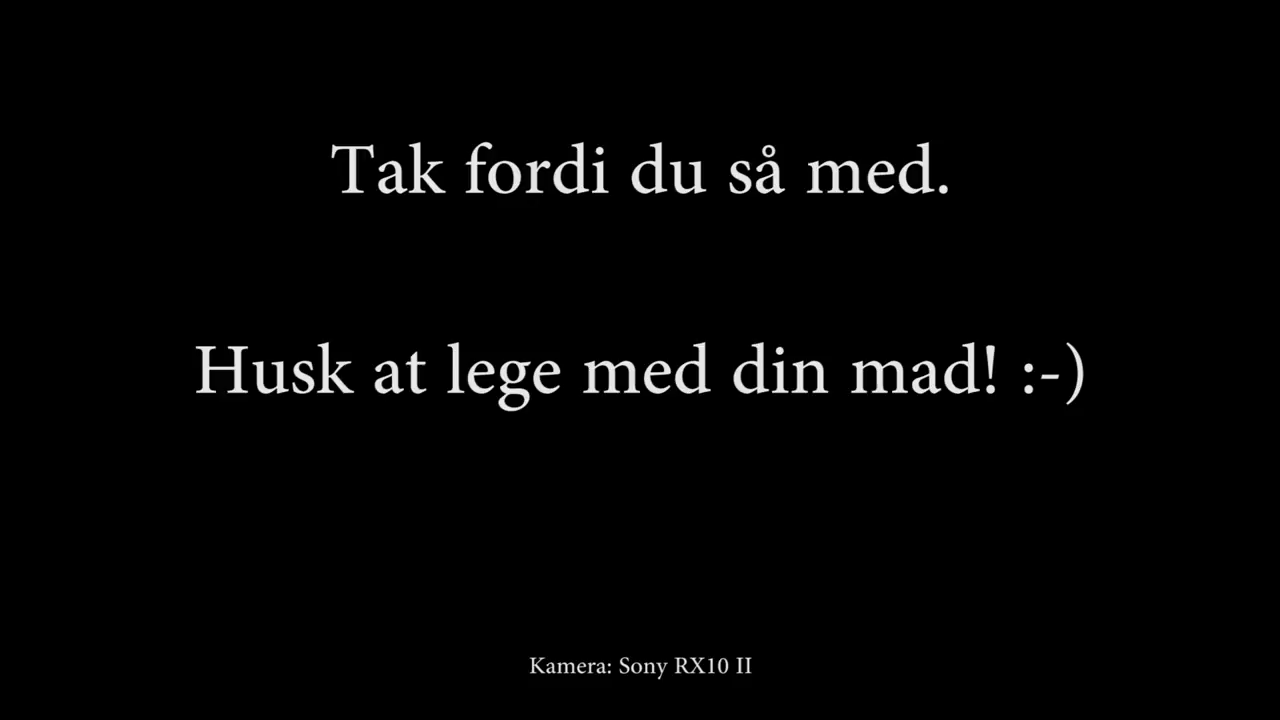 Tak fordi du så med.
Husk at lege med din mad! :-)
Kamera: Sony RX10 II